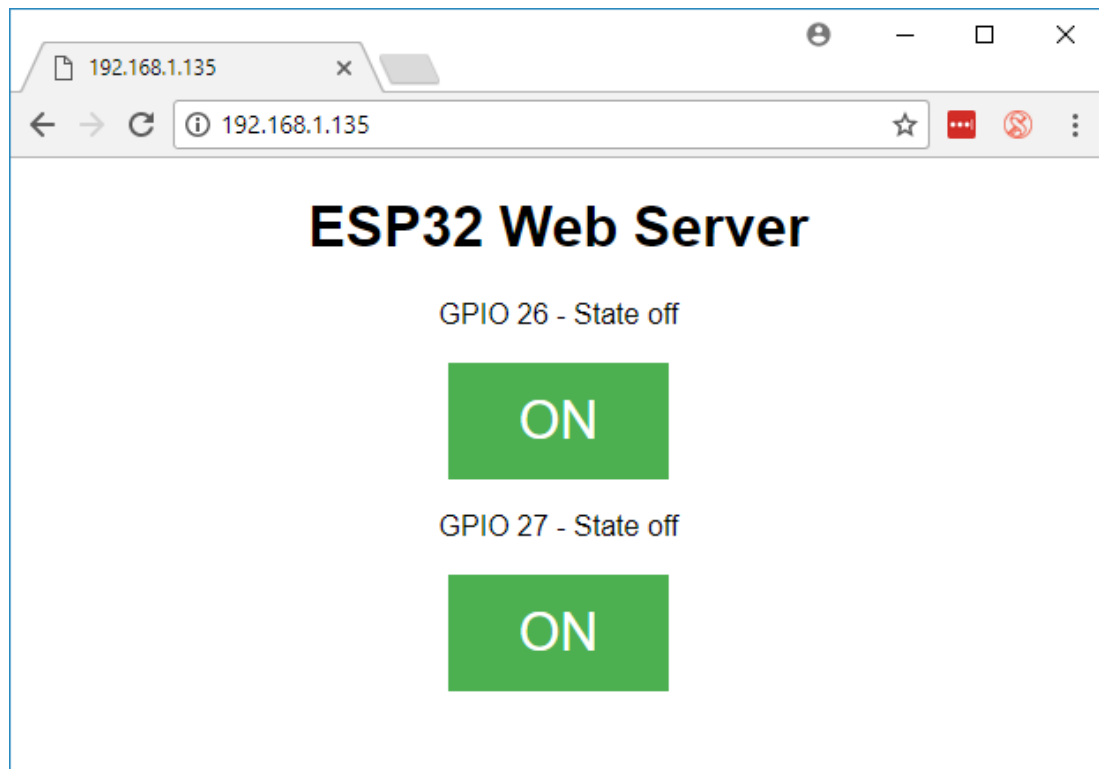 192.168.1.135
192.168.1.135
ESP32 Web Server
GPIO 26 - State off
ON
GPIO 27 - State off
ON